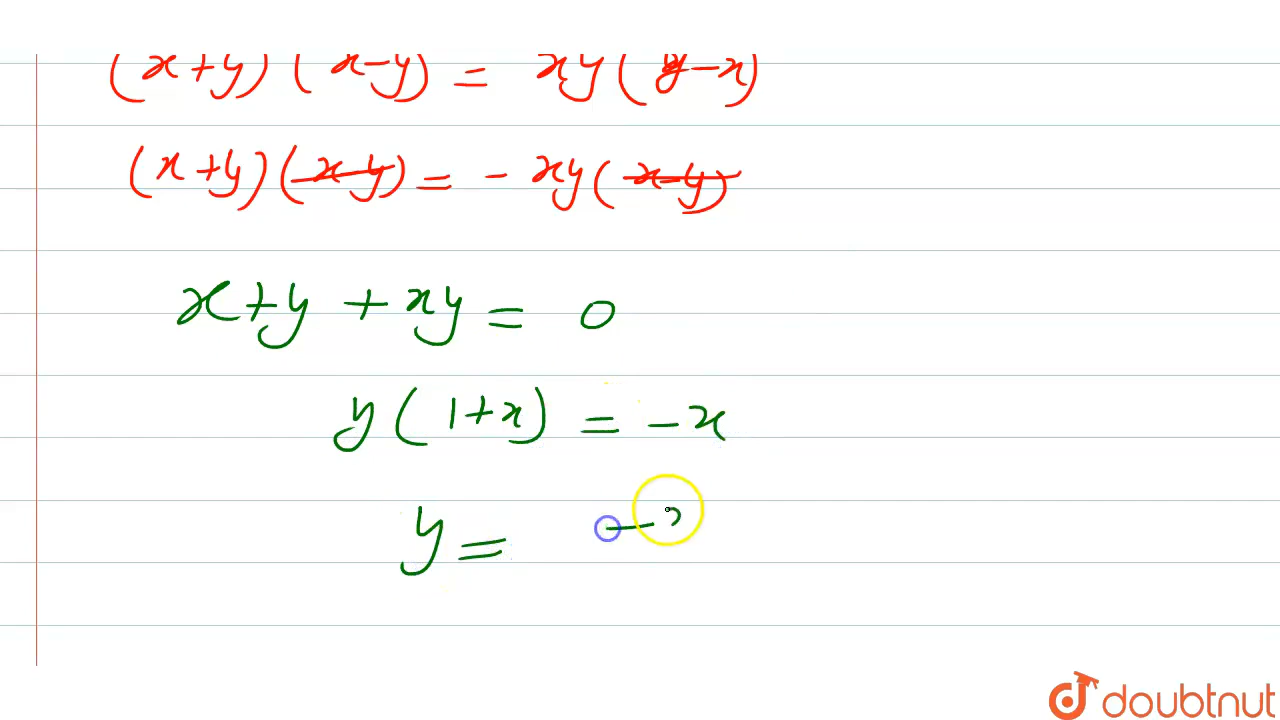 (x+y) (x-y) = xy(y-x)
(x+y)(x-y) = - xy(x-y)
x+y + xy = 0
y(1+x) = -x
y = -
doubtnut